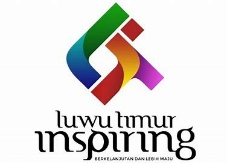 luwu timur
inspiring
BERKELANJUTAN DAN LEBIH MAJU